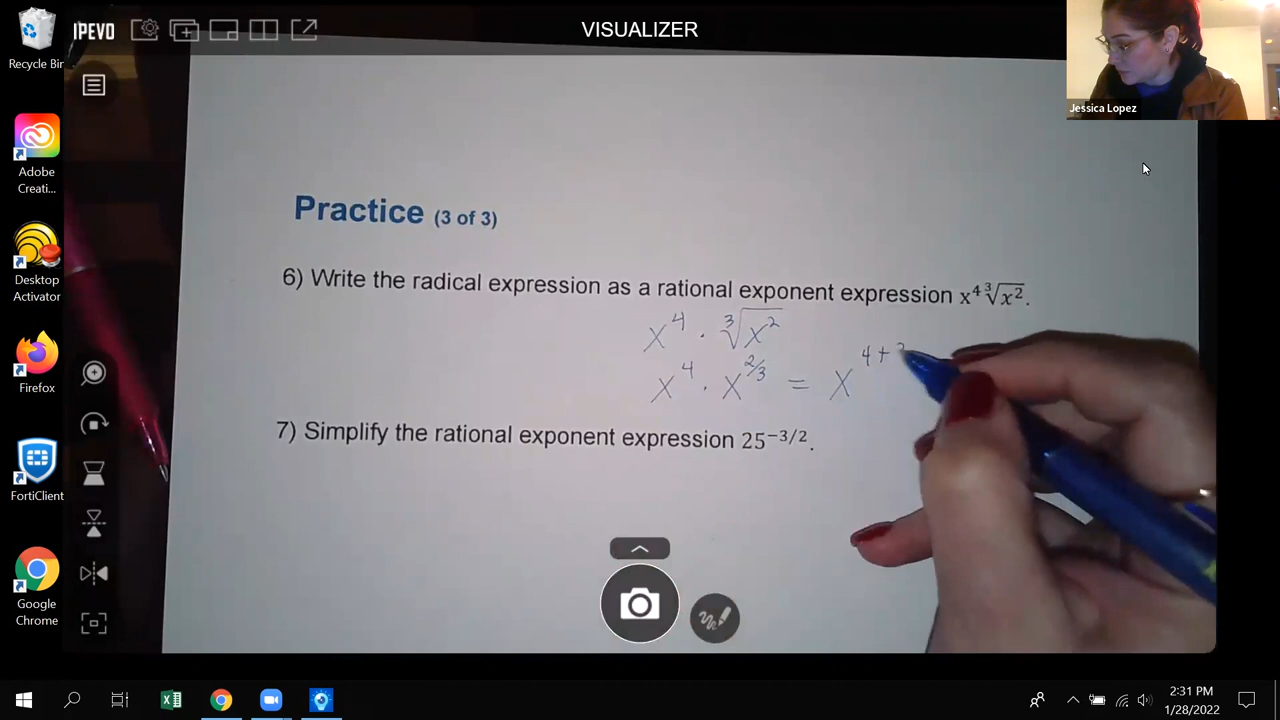 Recycle Bin
IPEVO
VISUALIZER
Jessica Lopez
Adobe
Creati...
Desktop
Activator
Firefox
FortiClient
Google
Chrome
Practice (3 of 3)
6) Write the radical expression as a rational exponent expression x⁴∛x².
x⁴ · ∛x²
x⁴ · x^(2/3) = x^(4+
7) Simplify the rational exponent expression 25^(−3/2).
2:31 PM
1/28/2022